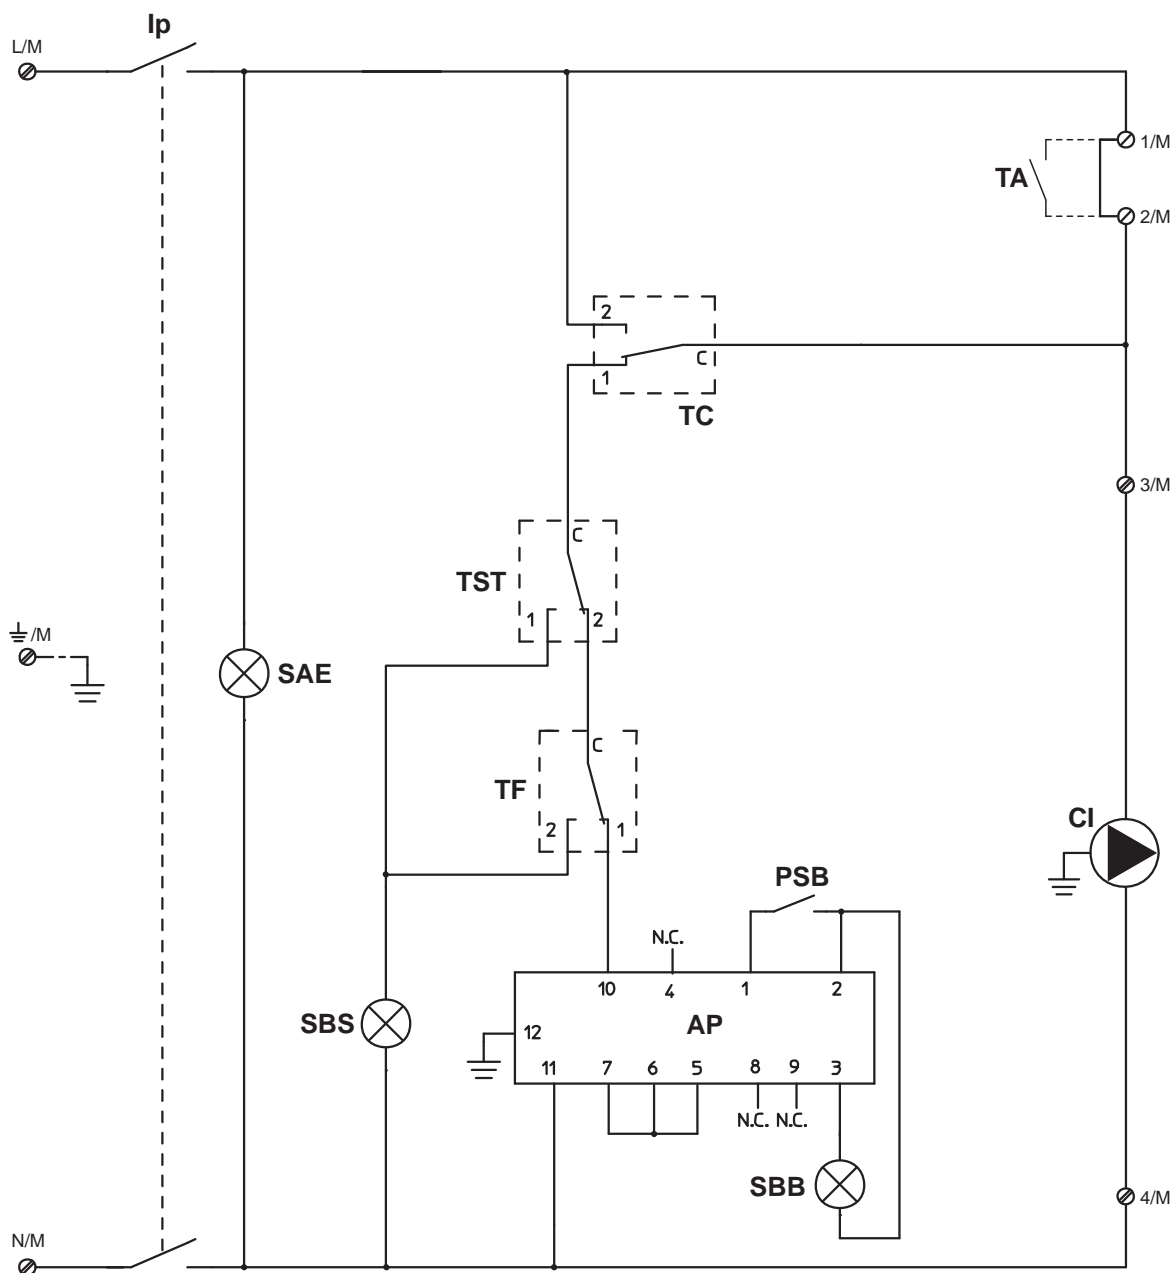 Ip
L/M
1/M
TA
2/M
2
C
1
TC
3/M
C
TST
1
2
⏚/M
SAE
C
TF
2
1
CI
PSB
N.C.
10
4
1
2
SBS
12
AP
11
7
6
5
8
9
3
N.C.
N.C.
SBB
4/M
N/M